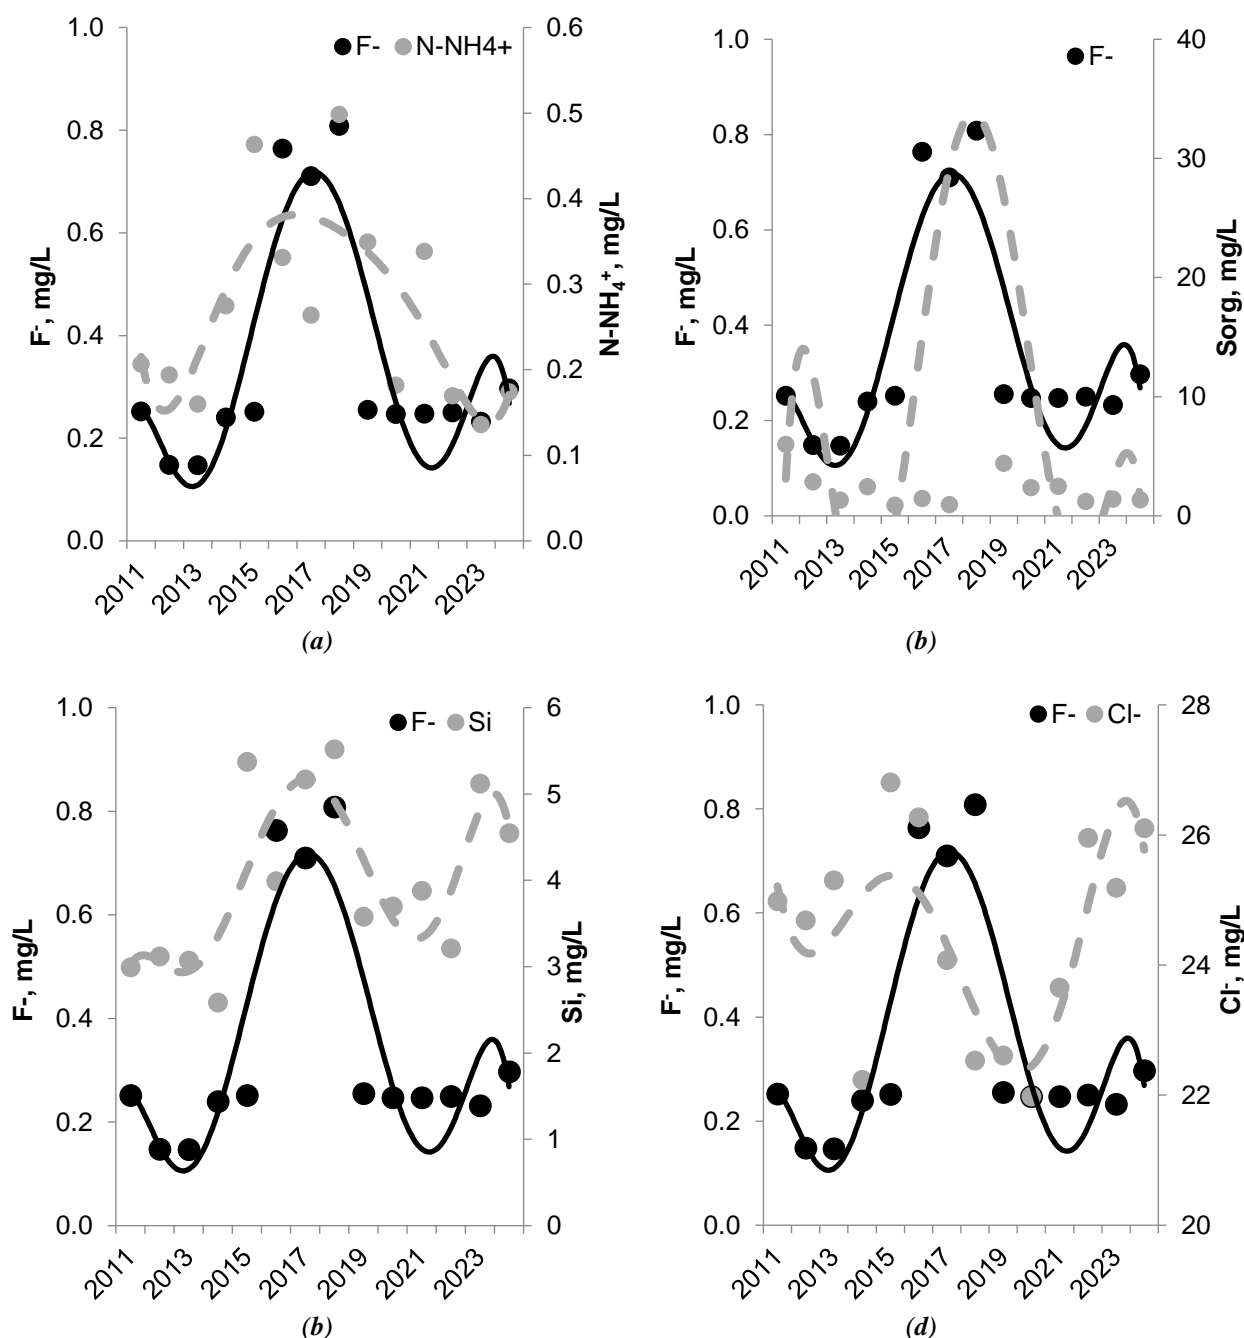 F- N-NH4+
1.0
0.8
0.6
0.4
0.2
0.0
F-, mg/L
0.6
0.5
0.4
0.3
0.2
0.1
0.0
N-NH4+, mg/L
2011 2013 2015 2017 2019 2021 2023
(a)
F-
1.0
0.8
0.6
0.4
0.2
0.0
F-, mg/L
40
30
20
10
0
Sorg, mg/L
2011 2013 2015 2017 2019 2021 2023
(b)
F- Si
1.0
0.8
0.6
0.4
0.2
0.0
F-, mg/L
6
5
4
3
2
1
0
Si, mg/L
2011 2013 2015 2017 2019 2021 2023
(b)
F- Cl-
1.0
0.8
0.6
0.4
0.2
0.0
F-, mg/L
28
26
24
22
20
Cl-, mg/L
2011 2013 2015 2017 2019 2021 2023
(d)